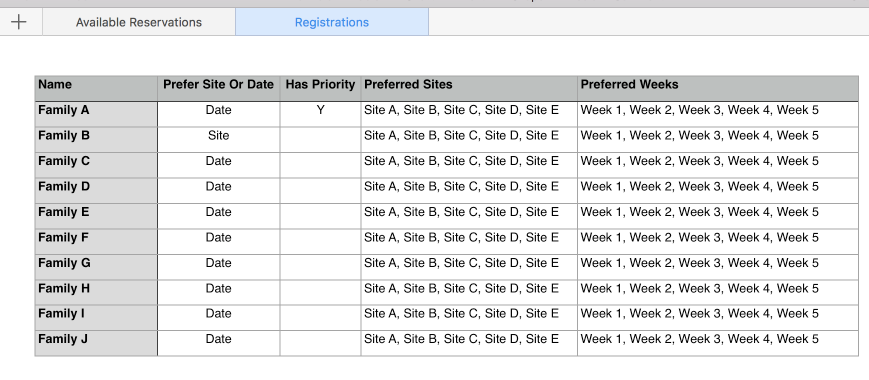 Available Reservations Registrations
Name Prefer Site Or Date Has Priority Preferred Sites Preferred Weeks
Family A Date Y Site A, Site B, Site C, Site D, Site E Week 1, Week 2, Week 3, Week 4, Week 5
Family B Site Site A, Site B, Site C, Site D, Site E Week 1, Week 2, Week 3, Week 4, Week 5
Family C Date Site A, Site B, Site C, Site D, Site E Week 1, Week 2, Week 3, Week 4, Week 5
Family D Date Site A, Site B, Site C, Site D, Site E Week 1, Week 2, Week 3, Week 4, Week 5
Family E Date Site A, Site B, Site C, Site D, Site E Week 1, Week 2, Week 3, Week 4, Week 5
Family F Date Site A, Site B, Site C, Site D, Site E Week 1, Week 2, Week 3, Week 4, Week 5
Family G Date Site A, Site B, Site C, Site D, Site E Week 1, Week 2, Week 3, Week 4, Week 5
Family H Date Site A, Site B, Site C, Site D, Site E Week 1, Week 2, Week 3, Week 4, Week 5
Family I Date Site A, Site B, Site C, Site D, Site E Week 1, Week 2, Week 3, Week 4, Week 5
Family J Date Site A, Site B, Site C, Site D, Site E Week 1, Week 2, Week 3, Week 4, Week 5